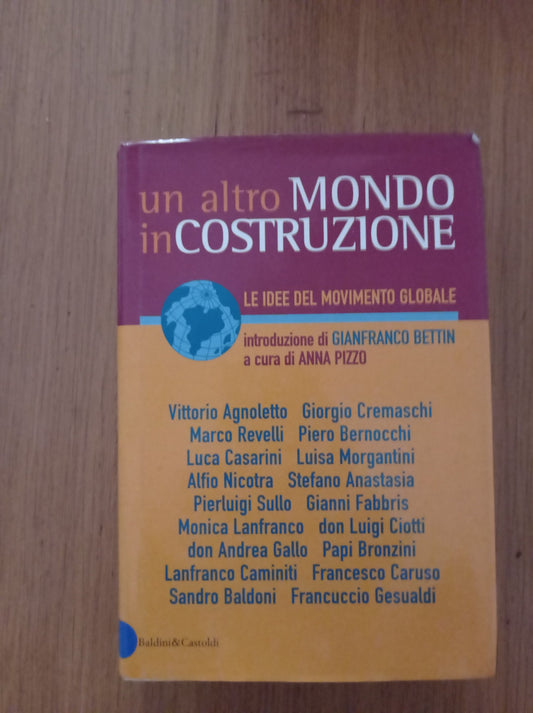 un altro MONDO
in COSTRUZIONE
LE IDEE DEL MOVIMENTO GLOBALE
introduzione di GIANFRANCO BETTIN
a cura di ANNA PIZZO
Vittorio Agnoletto Giorgio Cremaschi
Marco Revelli Piero Bernocchi
Luca Casarini Luisa Morgantini
Alfio Nicotra Stefano Anastasia
Pierluigi Sullo Gianni Fabbris
Monica Lanfranco don Luigi Ciotti
don Andrea Gallo Papi Bronzini
Lanfranco Caminiti Francesco Caruso
Sandro Baldoni Francuccio Gesualdi
Baldini&Castoldi